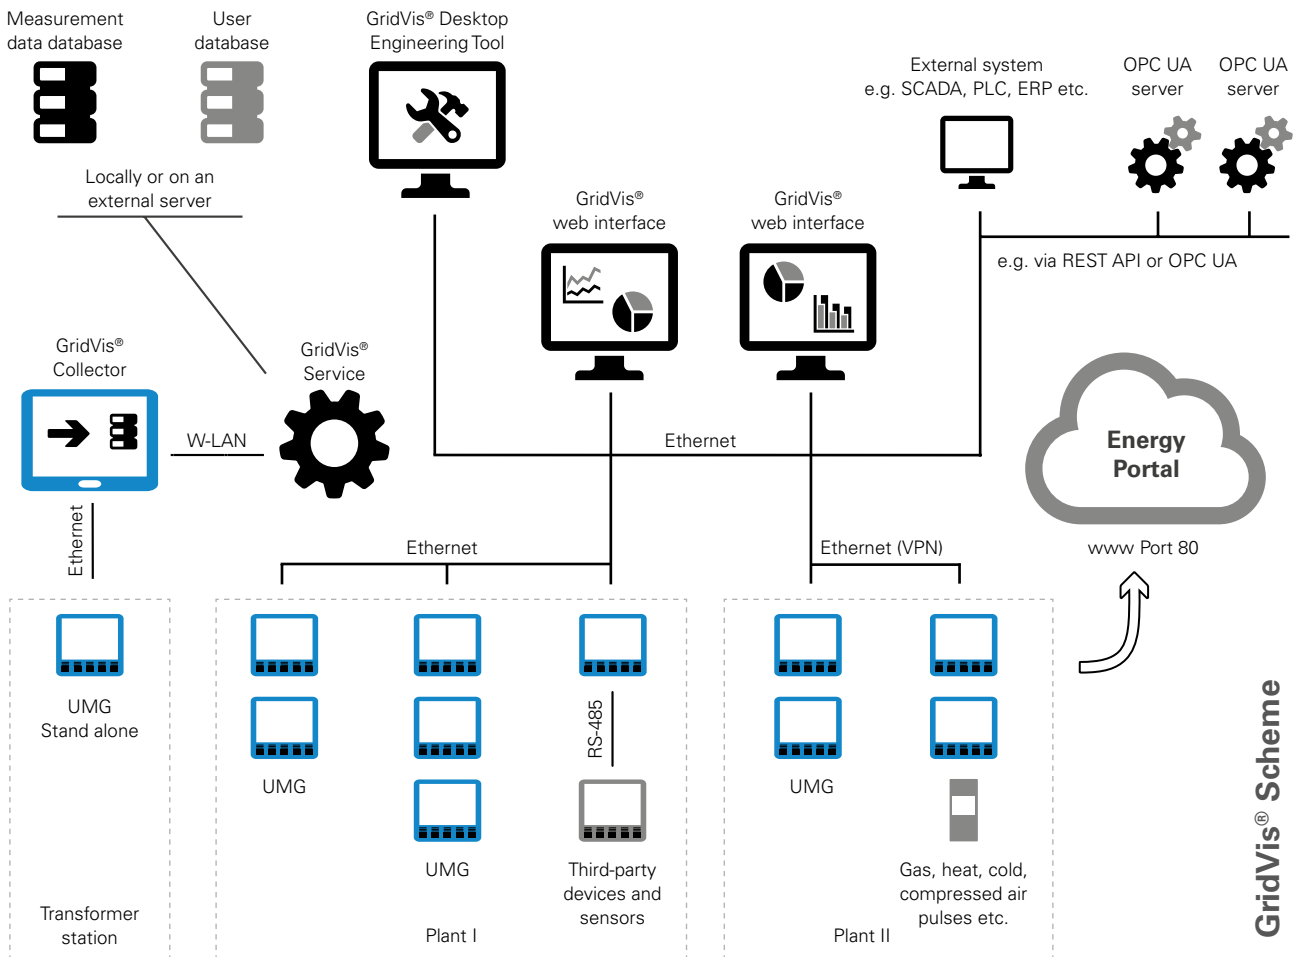 Measurement
data database
User
database
GridVis® Desktop
Engineering Tool
External system
e.g. SCADA, PLC, ERP etc.
OPC UA
server
OPC UA
server
Locally or on an
external server
GridVis®
web interface
GridVis®
web interface
e.g. via REST API or OPC UA
GridVis®
Collector
GridVis®
Service
W-LAN
Ethernet
Energy
Portal
www Port 80
Ethernet
Ethernet
Ethernet (VPN)
UMG
Stand alone
RS-485
UMG
UMG
UMG
Third-party
devices and
sensors
Gas, heat, cold,
compressed air
pulses etc.
Transformer
station
Plant I
Plant II
GridVis® Scheme